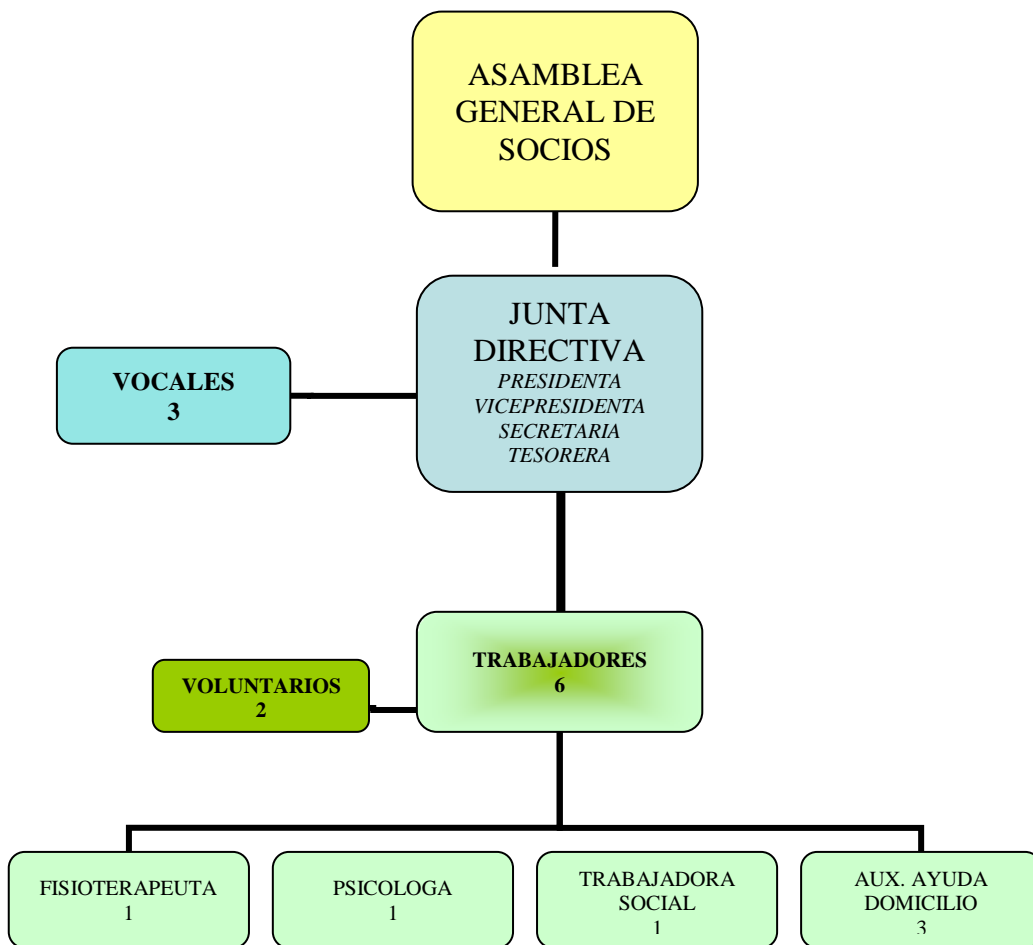 ASAMBLEA
GENERAL DE
SOCIOS
JUNTA
DIRECTIVA
PRESIDENTA
VICEPRESIDENTA
SECRETARIA
TESORERA
VOCALES
3
TRABAJADORES
6
VOLUNTARIOS
2
FISIOTERAPEUTA
1
PSICOLOGA
1
TRABAJADORA
SOCIAL
1
AUX. AYUDA
DOMICILIO
3